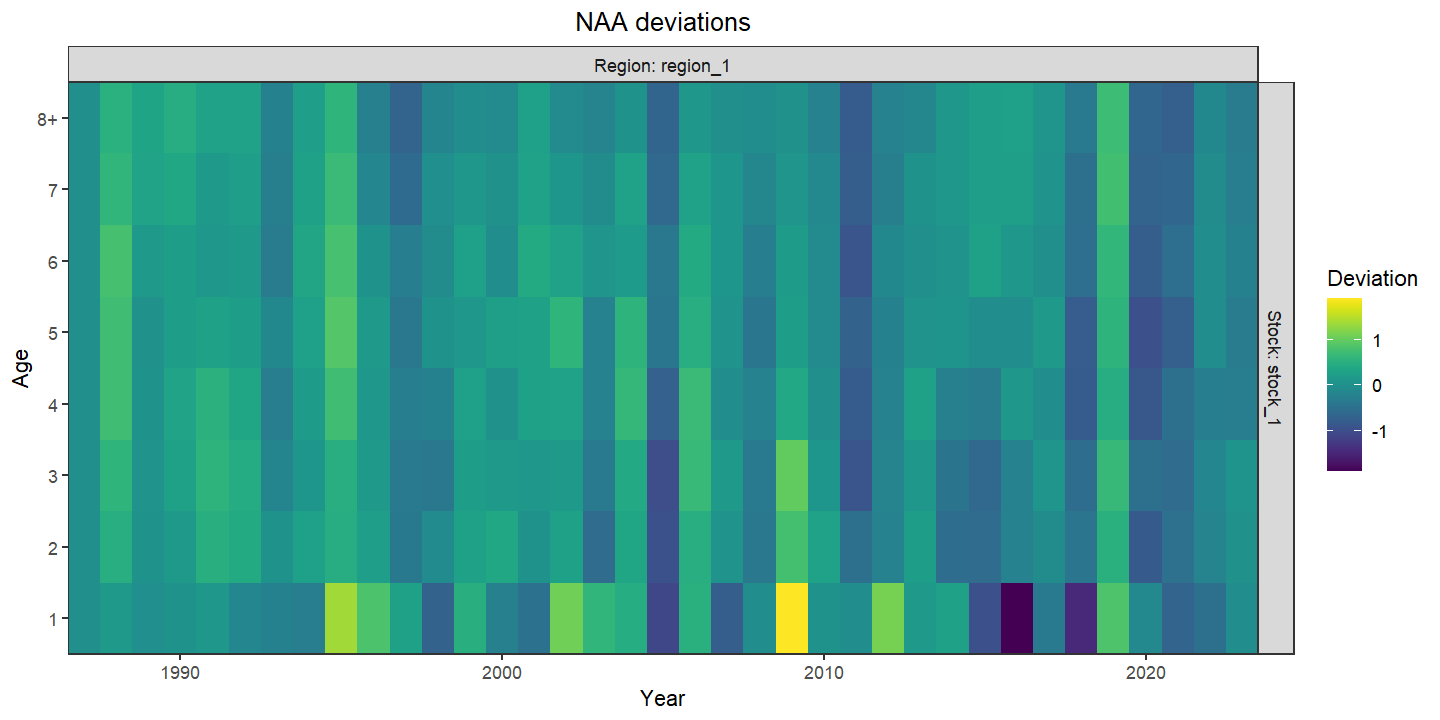 NAA deviations
Region: region_1
Stock: stock_1
Age
8+
7
6
5
4
3
2
1
1990
2000
2010
2020
Year
Deviation
1
0
-1